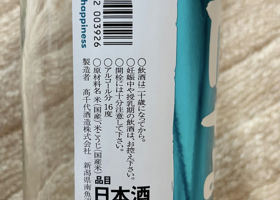 happiness
2 003926
○飲酒は二十歳になってから。
○妊娠中や授乳期の飲酒は、お控え下さい。
○開栓には十分注意して下さい。
○アルコール分 16度
○原材料名 米(国産)、米こうじ(国産米)
製造者 髙千代酒造株式会社 新潟県南魚
品目
日本酒